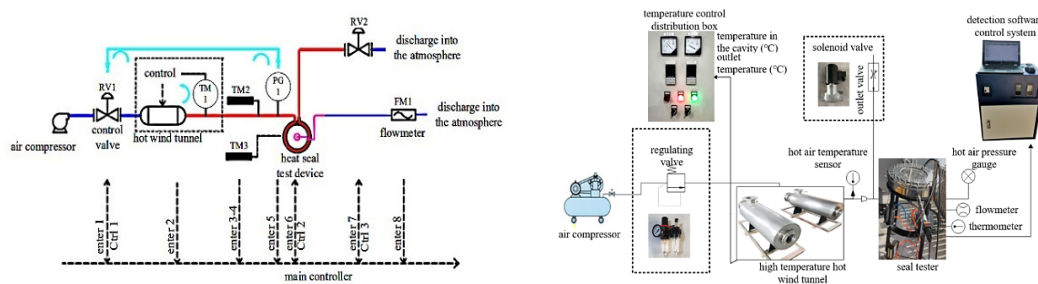 RV2
discharge into
the atmosphere
control
RV1
TM
1
PG
1
TM2
FM1
discharge into
the atmosphere
air compressor
control
valve
hot wind tunnel
TM3
heat seal
test device
flowmeter
enter 1
Ctrl 1
enter 2
enter 3-4
enter 5
enter 6
Ctrl 2
enter 7
Ctrl 3
enter 8
main controller
temperature control
distribution box
temperature in
the cavity (°C)
outlet
temperature (°C)
solenoid valve
outlet valve
detection software
control system
regulating
valve
hot air temperature
sensor
hot air pressure
gauge
flowmeter
thermometer
air compressor
high temperature hot
wind tunnel
seal tester